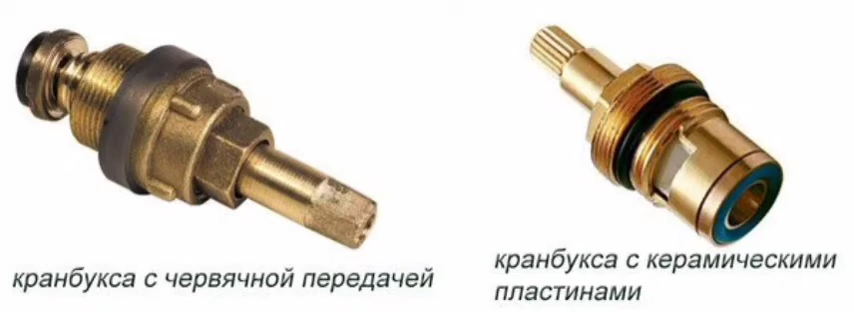 кранбукса с червячной передачей
кранбукса с керамическими
пластинами